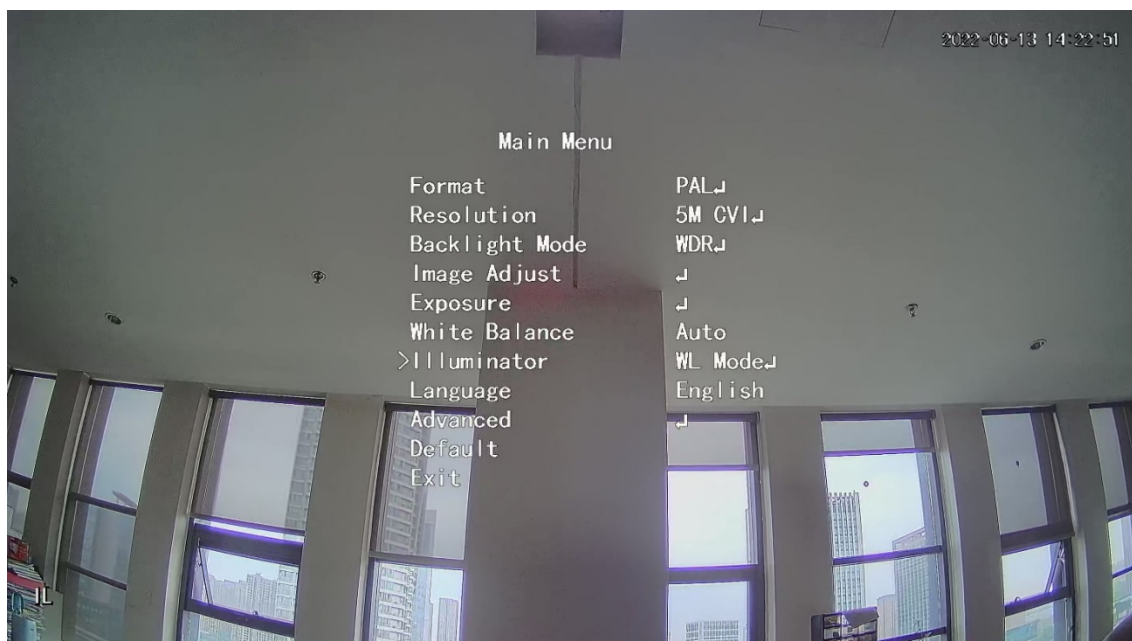 2022-06-13 14:22:51
Main Menu
Format PAL↵
Resolution 5M CVI↵
Backlight Mode WDR↵
Image Adjust ↵
Exposure ↵
White Balance Auto
>Illuminator WL Mode↵
Language English
Advanced ↵
Default
Exit